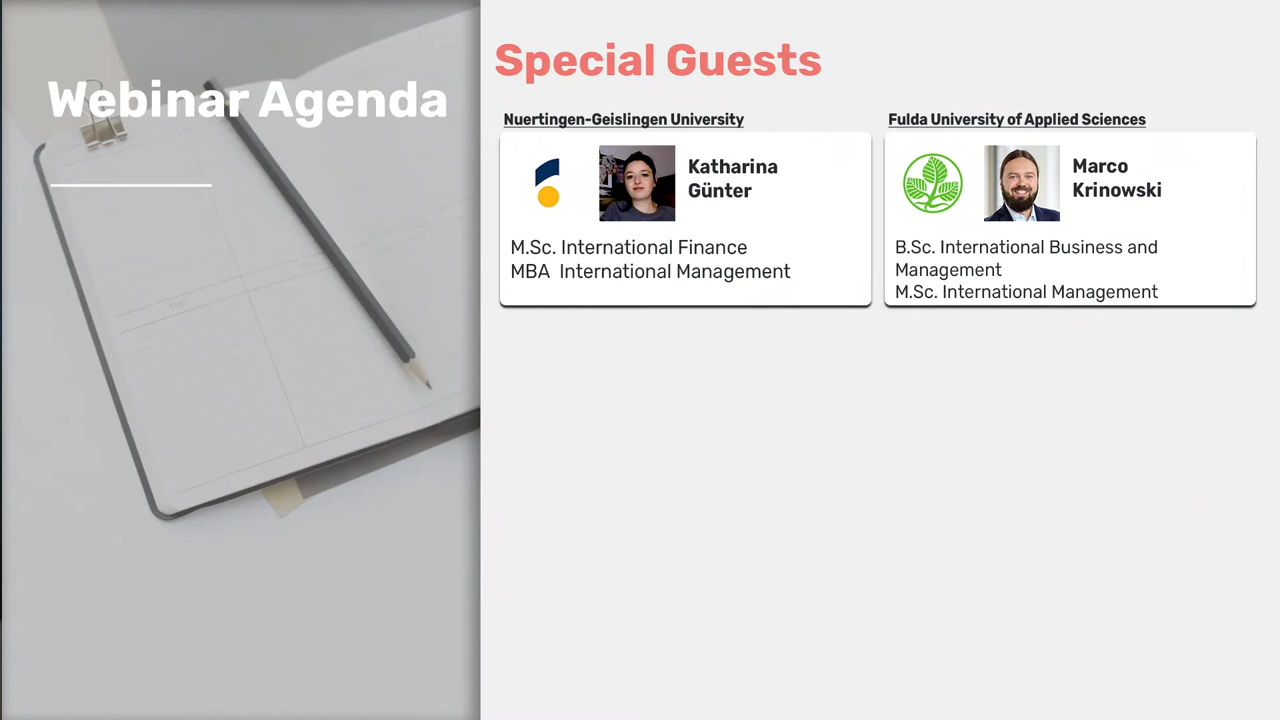 Webinar Agenda
Special Guests
Nuertingen-Geislingen University
Katharina
Günter
M.Sc. International Finance
MBA International Management
Fulda University of Applied Sciences
Marco
Krinowski
B.Sc. International Business and
Management
M.Sc. International Management